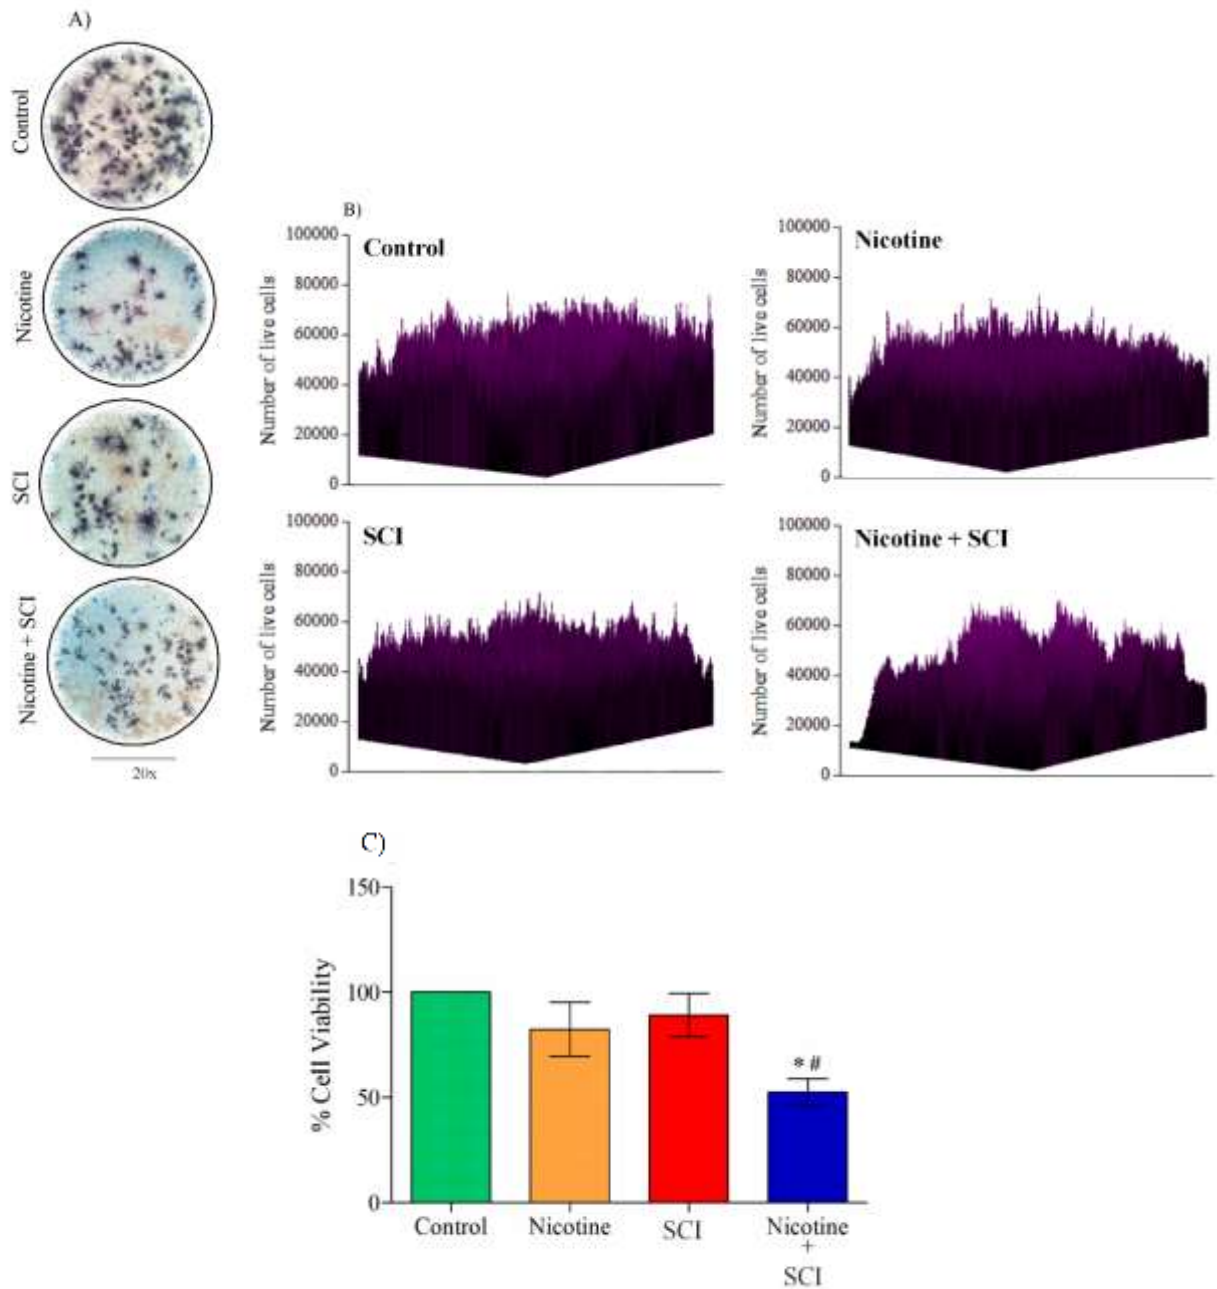 A)
Control
Nicotine
SCI
Nicotine + SCI
20x
B)
Control
Number of live cells
100000
80000
60000
40000
20000
0
Nicotine
Number of live cells
100000
80000
60000
40000
20000
0
SCI
Number of live cells
100000
80000
60000
40000
20000
0
Nicotine + SCI
Number of live cells
100000
80000
60000
40000
20000
0
C)
% Cell Viability
150
100
50
0
* #
Control
Nicotine
SCI
Nicotine
+
SCI